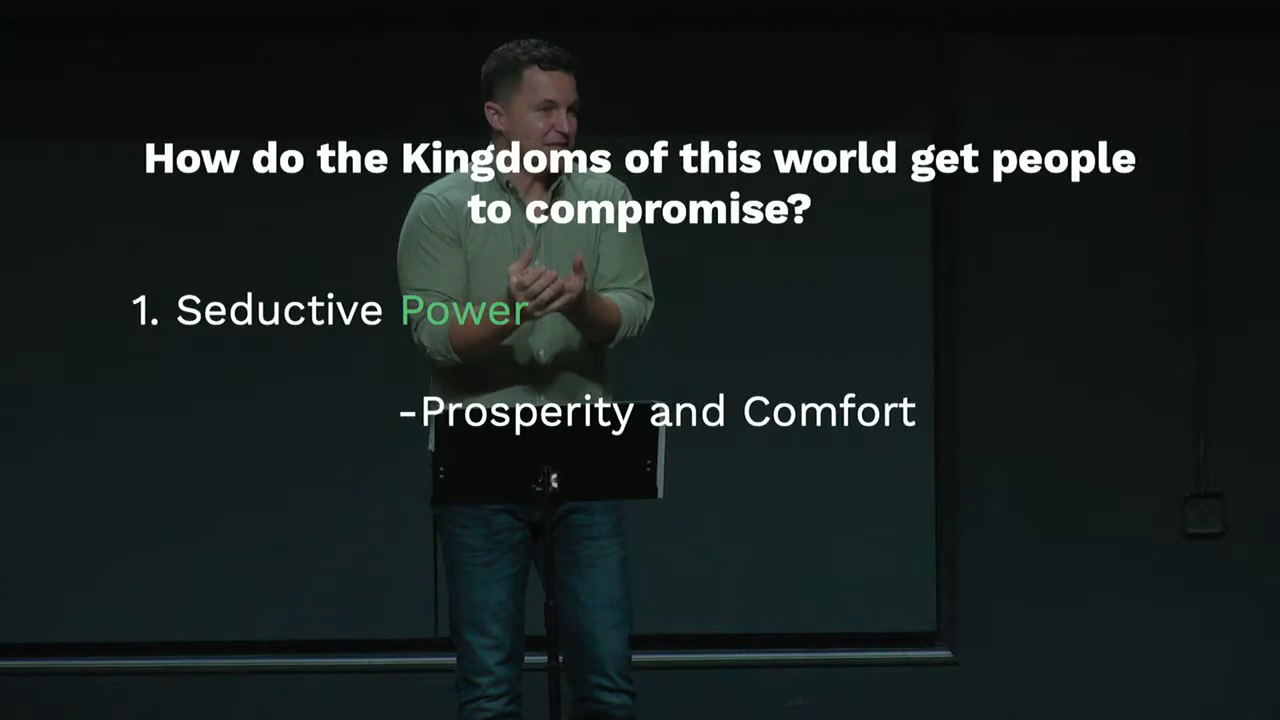 How do the Kingdoms of this world get people
to compromise?
1. Seductive Power
-Prosperity and Comfort